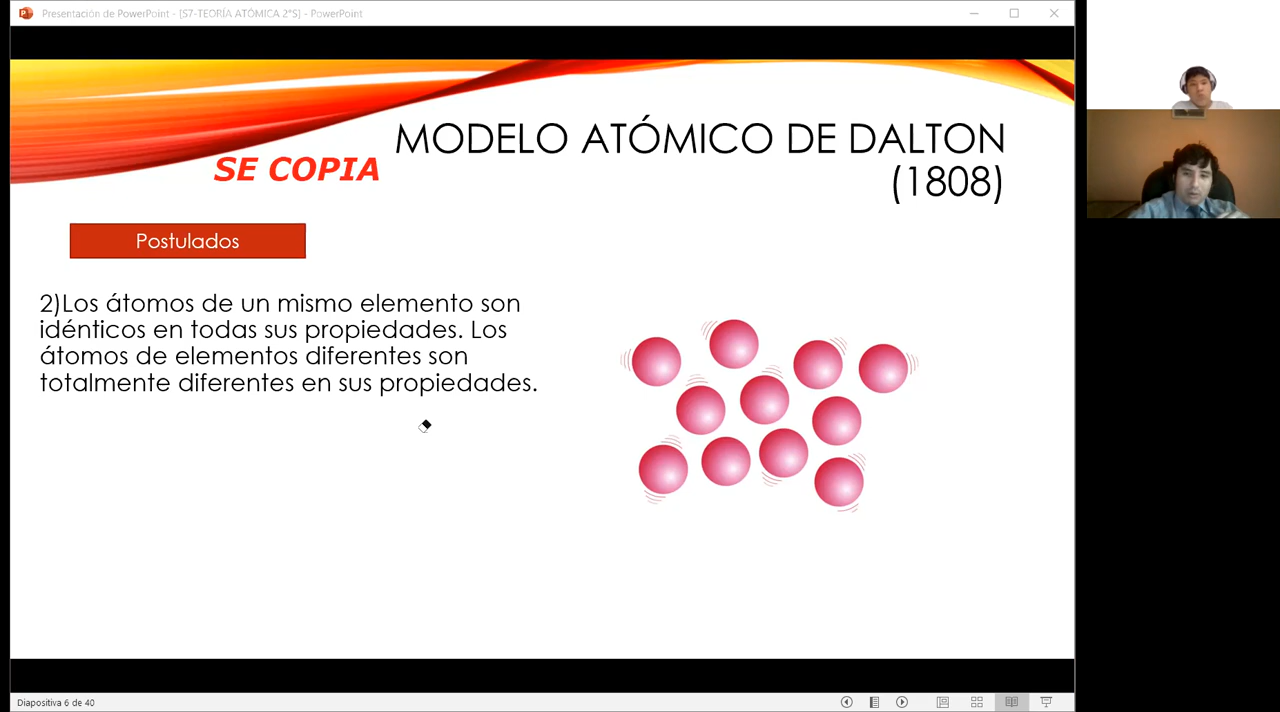 Presentación de PowerPoint - [S7-TEORÍA ATÓMICA 2°S] - PowerPoint
MODELO ATÓMICO DE DALTON
(1808)
SE COPIA
Postulados
2)Los átomos de un mismo elemento son
idénticos en todas sus propiedades. Los
átomos de elementos diferentes son
totalmente diferentes en sus propiedades.
Diapositiva 6 de 40